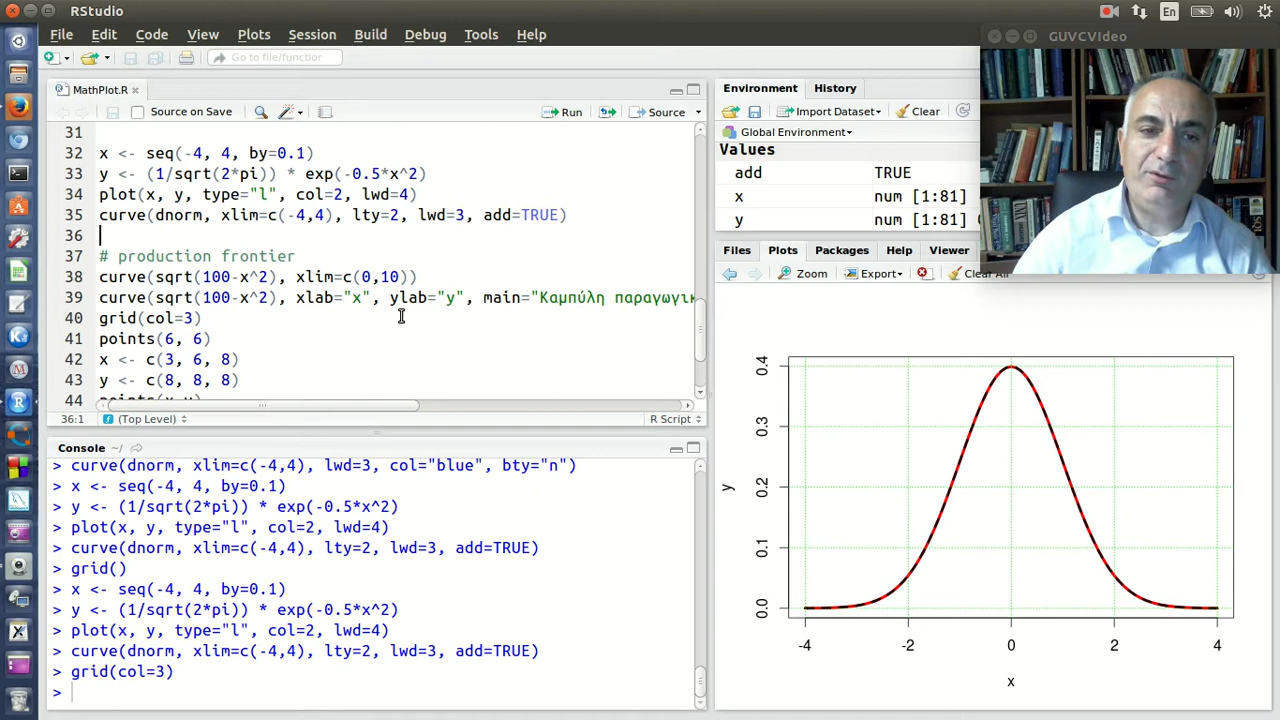 RStudio
En
File Edit Code View Plots Session Build Debug Tools Help
Go to file/function
GUVCVIdeo
MathPlot.R
Source on Save
Run
Source
31
32 x <- seq(-4, 4, by=0.1)
33 y <- (1/sqrt(2*pi)) * exp(-0.5*x^2)
34 plot(x, y, type="l", col=2, lwd=4)
35 curve(dnorm, xlim=c(-4,4), lty=2, lwd=3, add=TRUE)
36
37 # production frontier
38 curve(sqrt(100-x^2), xlim=c(0,10))
39 curve(sqrt(100-x^2), xlab="x", ylab="y", main="Καμπύλη παραγωγικ
40 grid(col=3)
41 points(6, 6)
42 x <- c(3, 6, 8)
43 y <- c(8, 8, 8)
44 points(x,y)
36:1 (Top Level) R Script
Console ~/
> curve(dnorm, xlim=c(-4,4), lwd=3, col="blue", bty="n")
> x <- seq(-4, 4, by=0.1)
> y <- (1/sqrt(2*pi)) * exp(-0.5*x^2)
> plot(x, y, type="l", col=2, lwd=4)
> curve(dnorm, xlim=c(-4,4), lty=2, lwd=3, add=TRUE)
> grid()
> x <- seq(-4, 4, by=0.1)
> y <- (1/sqrt(2*pi)) * exp(-0.5*x^2)
> plot(x, y, type="l", col=2, lwd=4)
> curve(dnorm, xlim=c(-4,4), lty=2, lwd=3, add=TRUE)
> grid(col=3)
>
Environment History
Import Dataset Clear
Global Environment
Values
add TRUE
x num [1:81]
y num [1:81]
Files Plots Packages Help Viewer
Zoom Export Clear All
0.4
0.3
0.2
0.1
0.0
y
-4 -2 0 2 4
x